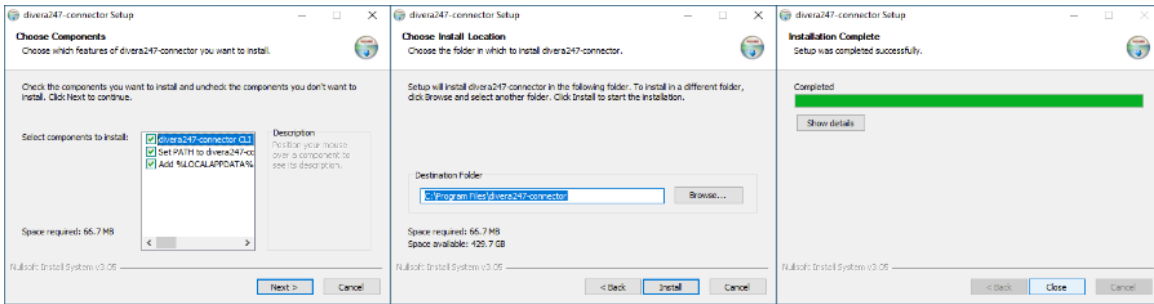 divera247-connector Setup
Choose Components
Choose which features of divera247-connector you want to install.
Check the components you want to install and uncheck the components you don't want to
install. Click Next to continue.
Select components to install:
divera247-connector CLI
Set PATH to divera247-cc
Add %LOCALAPPDATA%
Description
Position your mouse
over a component to
see its description.
Space required: 66.7 MB
Nullsoft Install System v3.05
Next >
Cancel
divera247-connector Setup
Choose Install Location
Choose the folder in which to install divera247-connector.
Setup will install divera247-connector in the following folder. To install in a different folder,
click Browse and select another folder. Click Install to start the installation.
Destination Folder
C:\Program Files\divera247-connector
Browse...
Space required: 66.7 MB
Space available: 429.7 GB
Nullsoft Install System v3.05
< Back
Install
Cancel
divera247-connector Setup
Installation Complete
Setup was completed successfully.
Completed
Show details
Nullsoft Install System v3.05
< Back
Close
Cancel